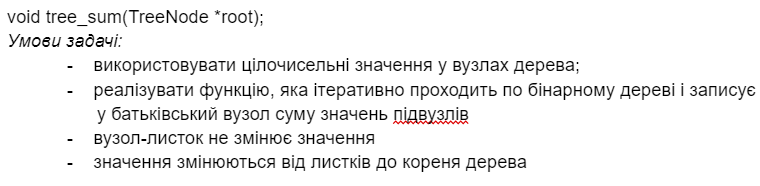 void tree_sum(TreeNode *root);
Умови задачі:
- використовувати цілочисельні значення у вузлах дерева;
- реалізувати функцію, яка ітеративно проходить по бінарному дереві і записує
у батьківський вузол суму значень підвузлів
- вузол-листок не змінює значення
- значення змінюються від листків до кореня дерева